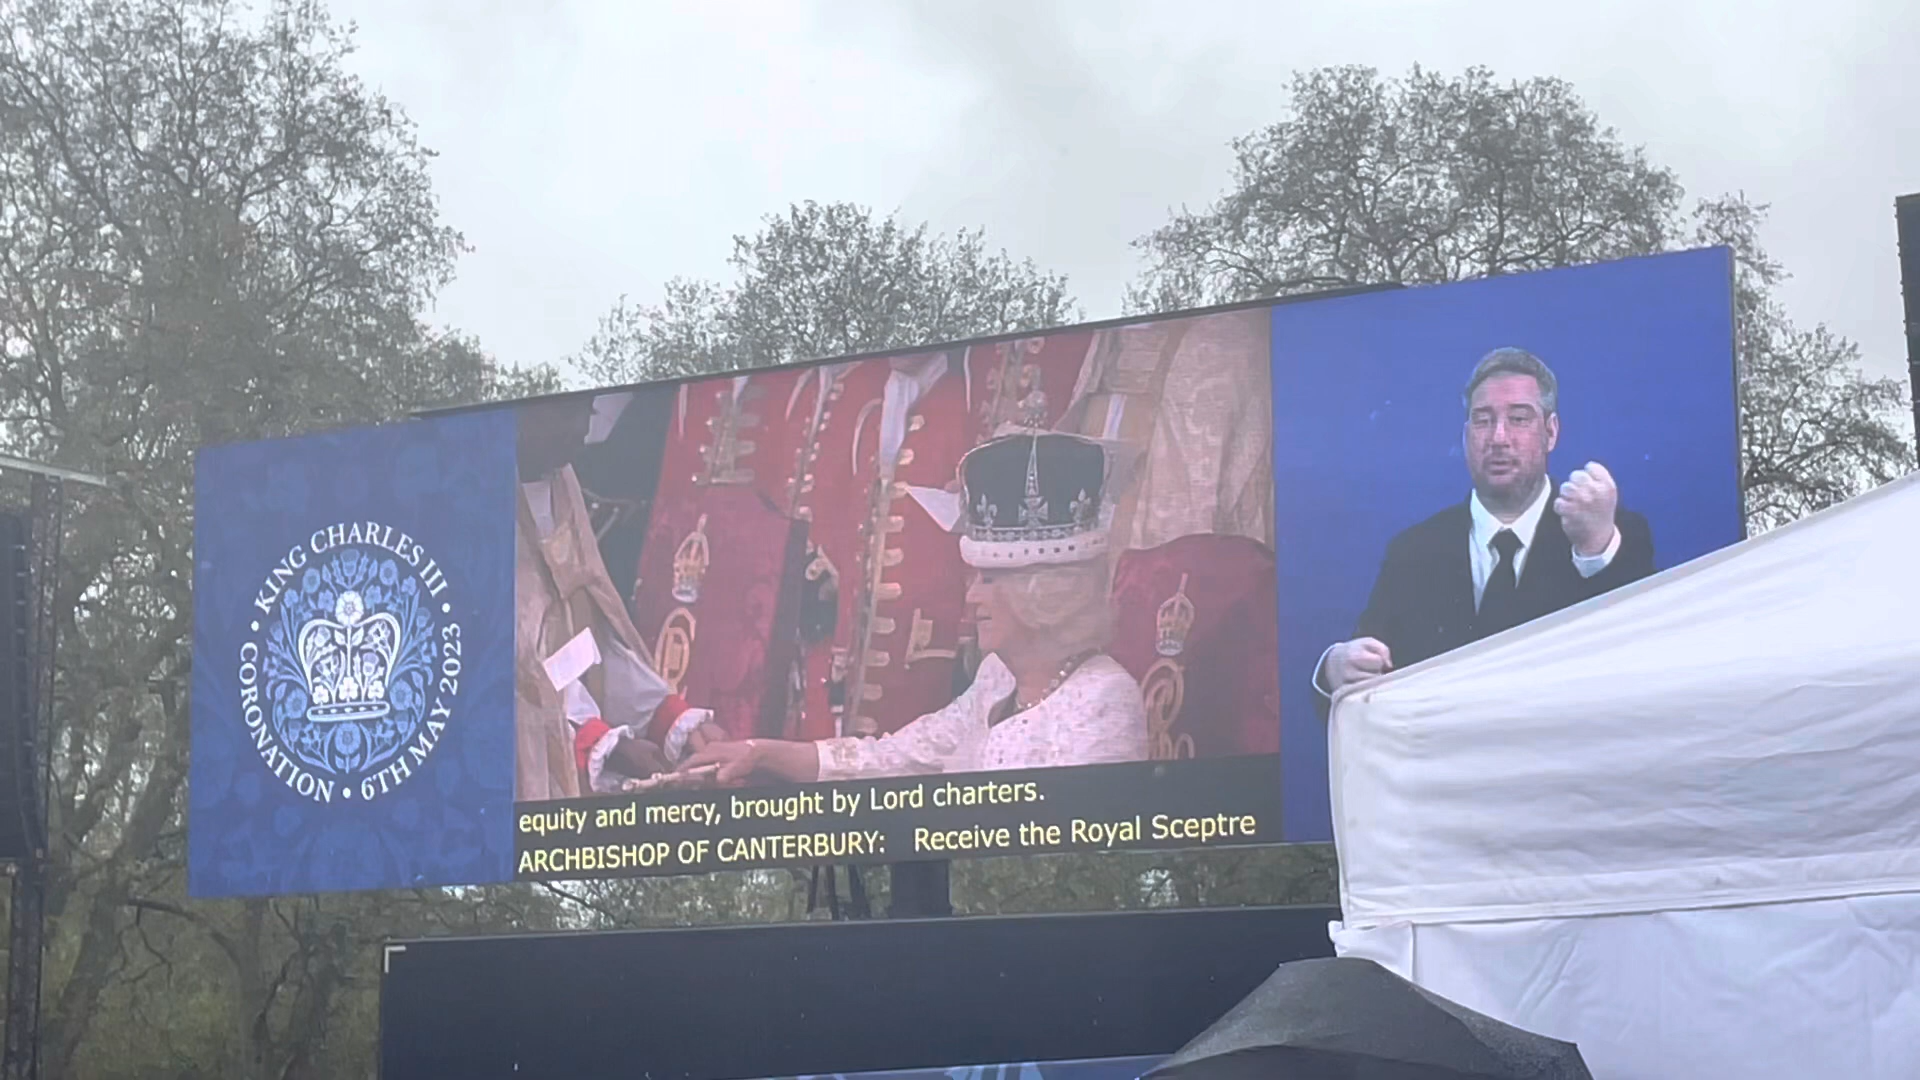 • KING CHARLES III •
CORONATION • 6TH MAY 2023
equity and mercy, brought by Lord charters.
ARCHBISHOP OF CANTERBURY: Receive the Royal Sceptre